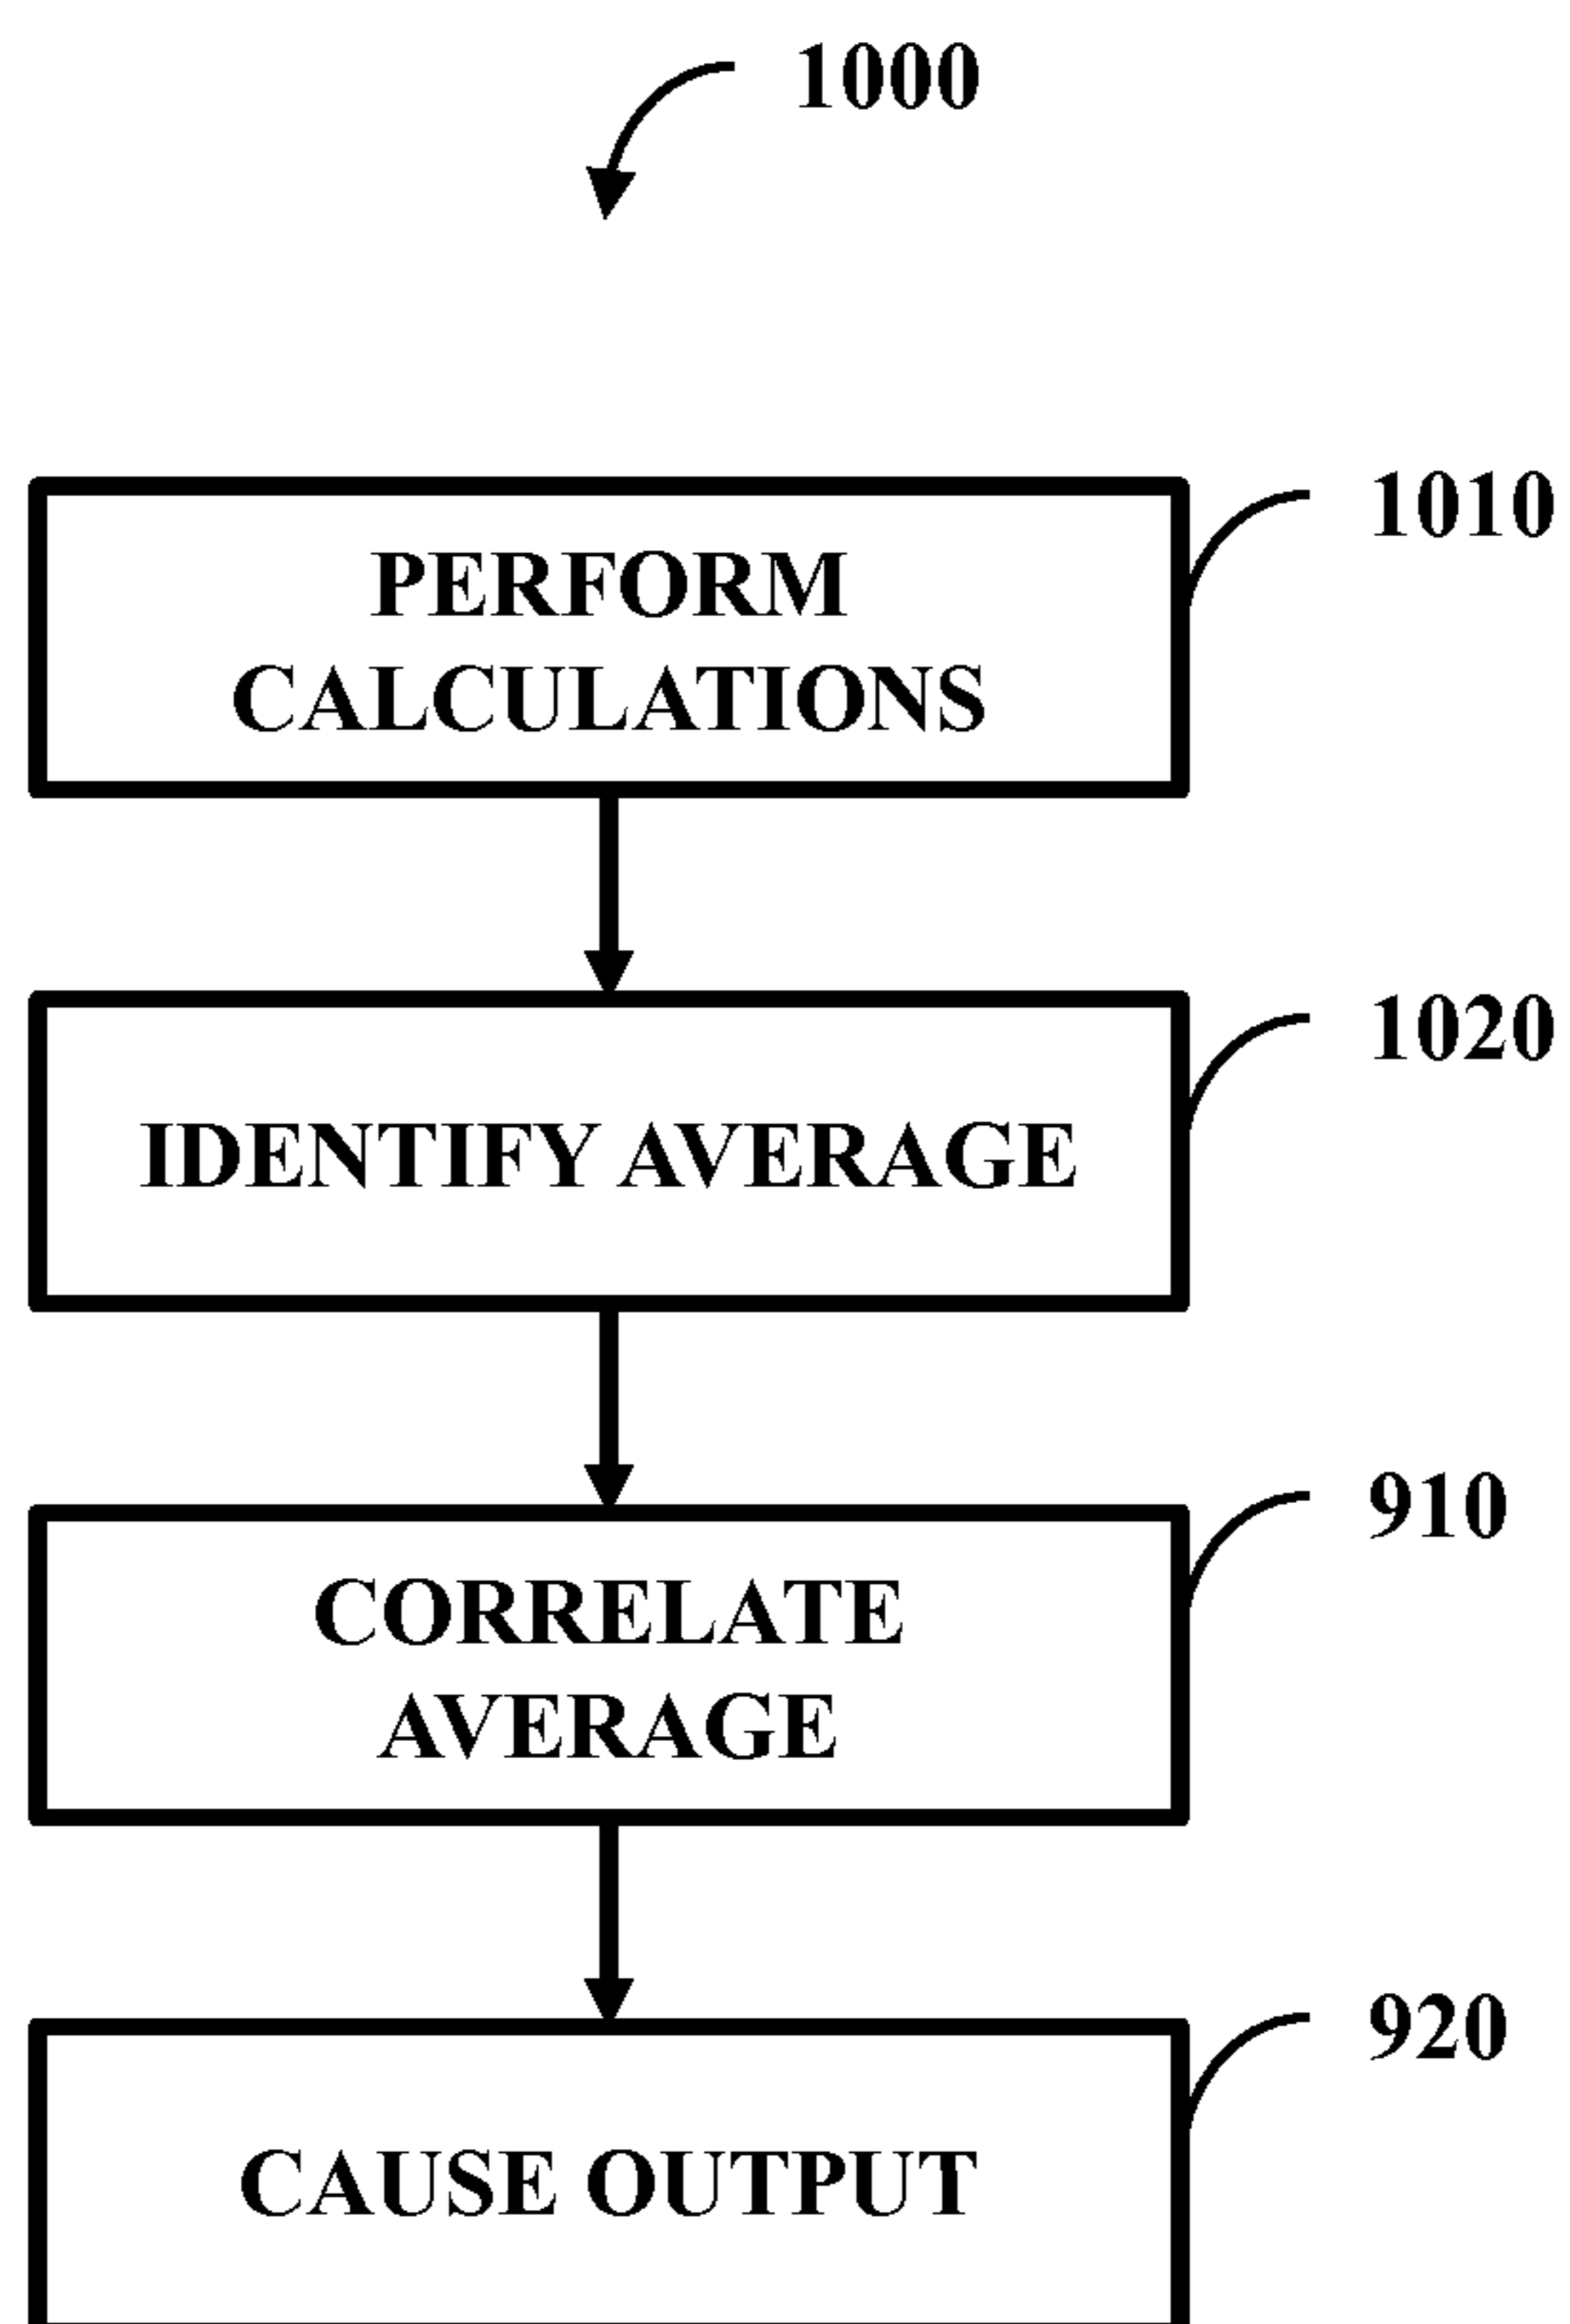 1000
1010
PERFORM
CALCULATIONS
1020
IDENTIFY AVERAGE
910
CORRELATE
AVERAGE
920
CAUSE OUTPUT